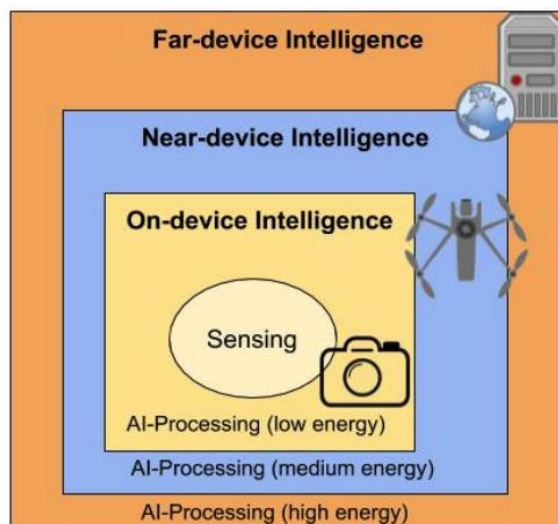 Far-device Intelligence
Near-device Intelligence
On-device Intelligence
Sensing
AI-Processing (low energy)
AI-Processing (medium energy)
AI-Processing (high energy)